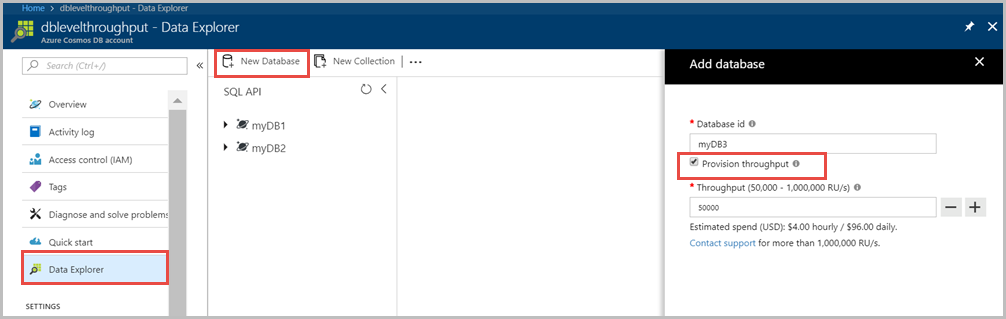 Home > dblevelthroughput - Data Explorer
dblevelthroughput - Data Explorer
Azure Cosmos DB account
Search (Ctrl+/)
Overview
Activity log
Access control (IAM)
Tags
Diagnose and solve problems
Quick start
Data Explorer
SETTINGS
New Database
New Collection
SQL API
myDB1
myDB2
Add database
* Database id
myDB3
Provision throughput
* Throughput (50,000 - 1,000,000 RU/s)
50000
Estimated spend (USD): $4.00 hourly / $96.00 daily.
Contact support for more than 1,000,000 RU/s.